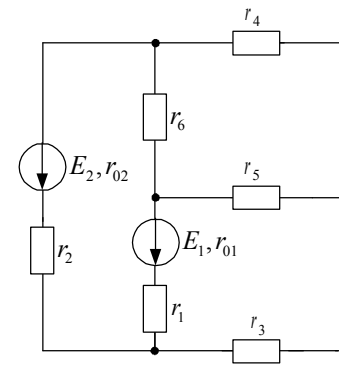 r₄
r₆
E₂, r₀₂
r₅
E₁, r₀₁
r₂
r₁
r₃